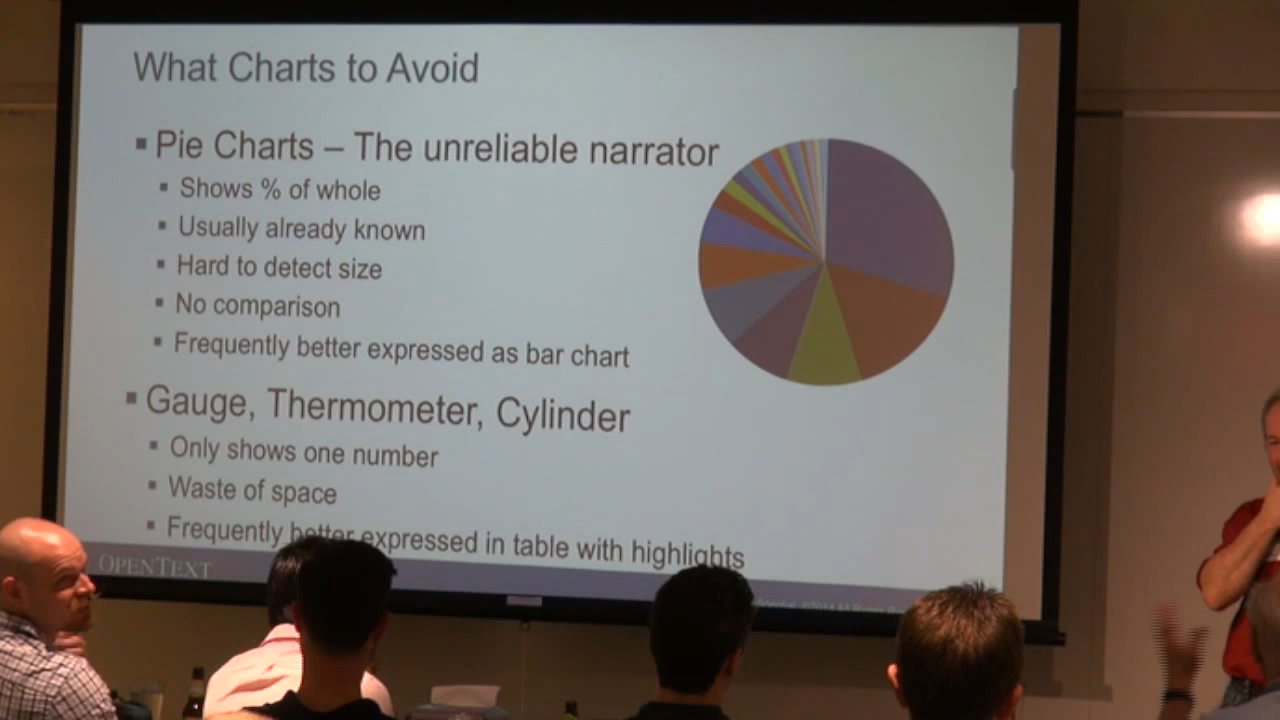 What Charts to Avoid
▪ Pie Charts – The unreliable narrator
▪ Shows % of whole
▪ Usually already known
▪ Hard to detect size
▪ No comparison
▪ Frequently better expressed as bar chart
▪ Gauge, Thermometer, Cylinder
▪ Only shows one number
▪ Waste of space
▪ Frequently better expressed in table with highlights
OPENTEXT